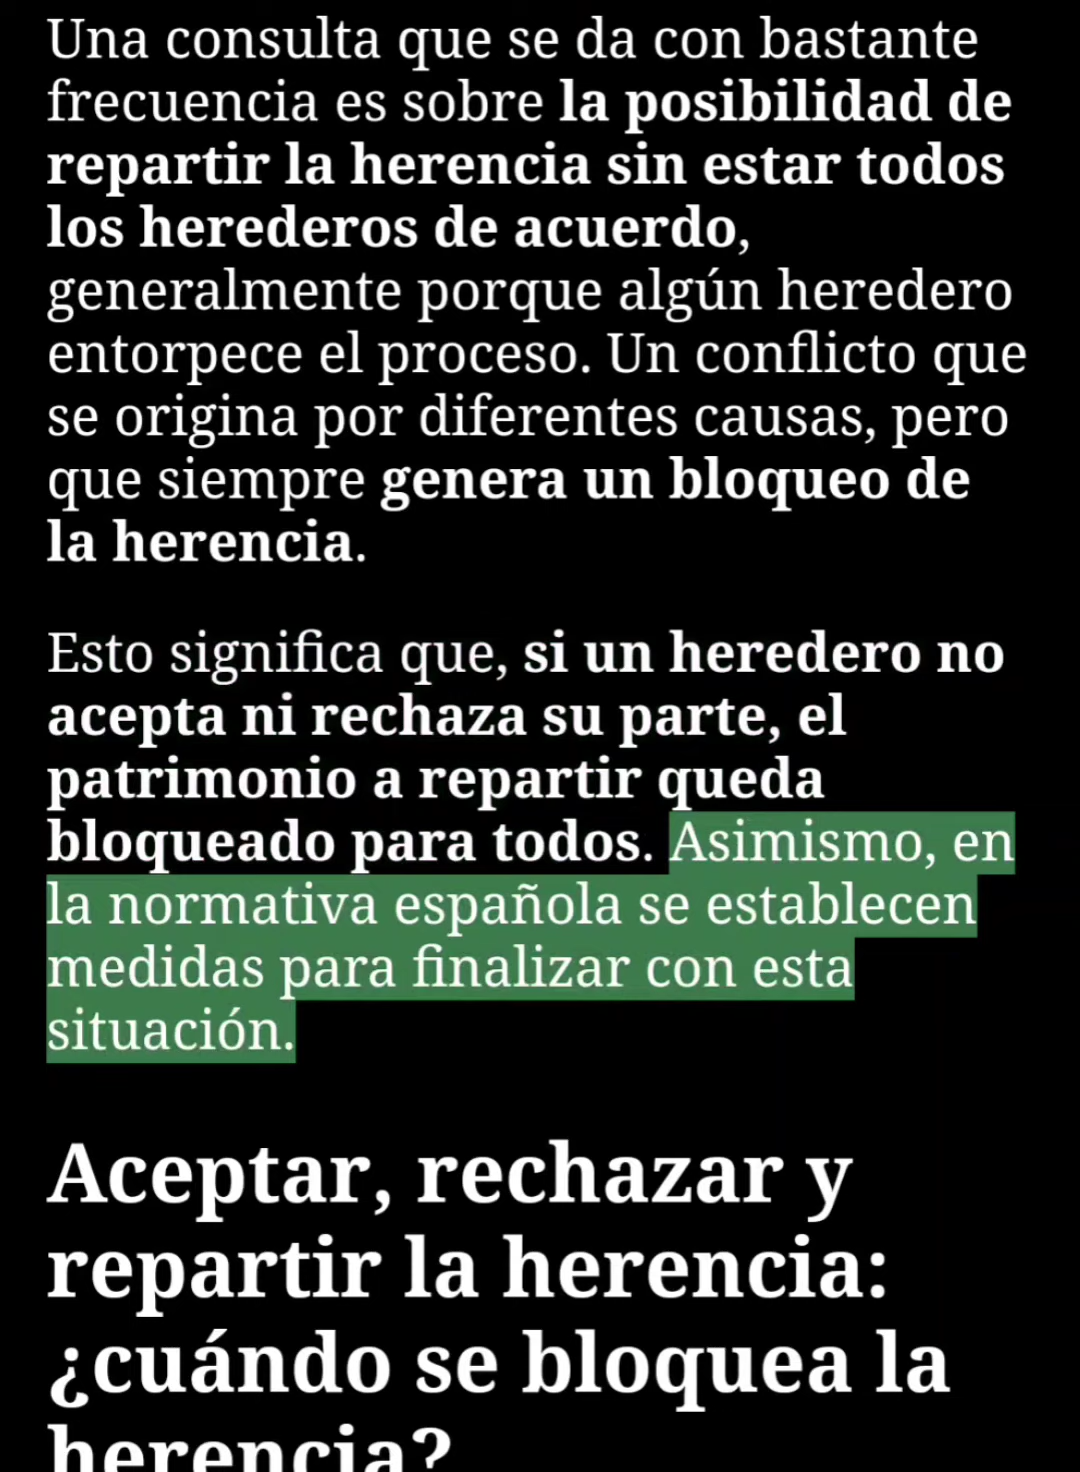 Una consulta que se da con bastante
frecuencia es sobre la posibilidad de
repartir la herencia sin estar todos
los herederos de acuerdo,
generalmente porque algún heredero
entorpece el proceso. Un conflicto que
se origina por diferentes causas, pero
que siempre genera un bloqueo de
la herencia.
Esto significa que, si un heredero no
acepta ni rechaza su parte, el
patrimonio a repartir queda
bloqueado para todos. Asimismo, en
la normativa española se establecen
medidas para finalizar con esta
situación.
Aceptar, rechazar y
repartir la herencia:
¿cuándo se bloquea la
herencia?